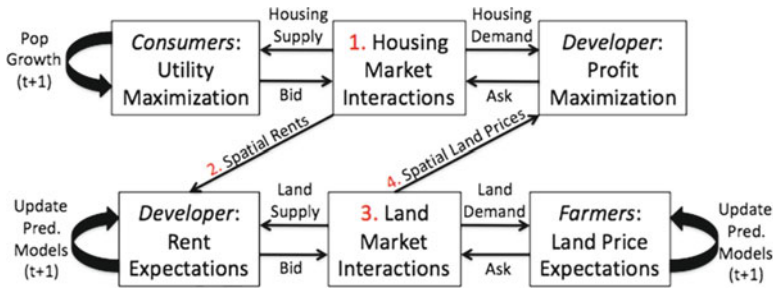 Pop
Growth
(t+1)
Consumers:
Utility
Maximization
Housing
Supply
Bid
1. Housing
Market
Interactions
Housing
Demand
Ask
Developer:
Profit
Maximization
2. Spatial Rents
4. Spatial Land Prices
Update
Pred.
Models
(t+1)
Developer:
Rent
Expectations
Land
Supply
Bid
3. Land
Market
Interactions
Land
Demand
Ask
Farmers:
Land Price
Expectations
Update
Pred.
Models
(t+1)